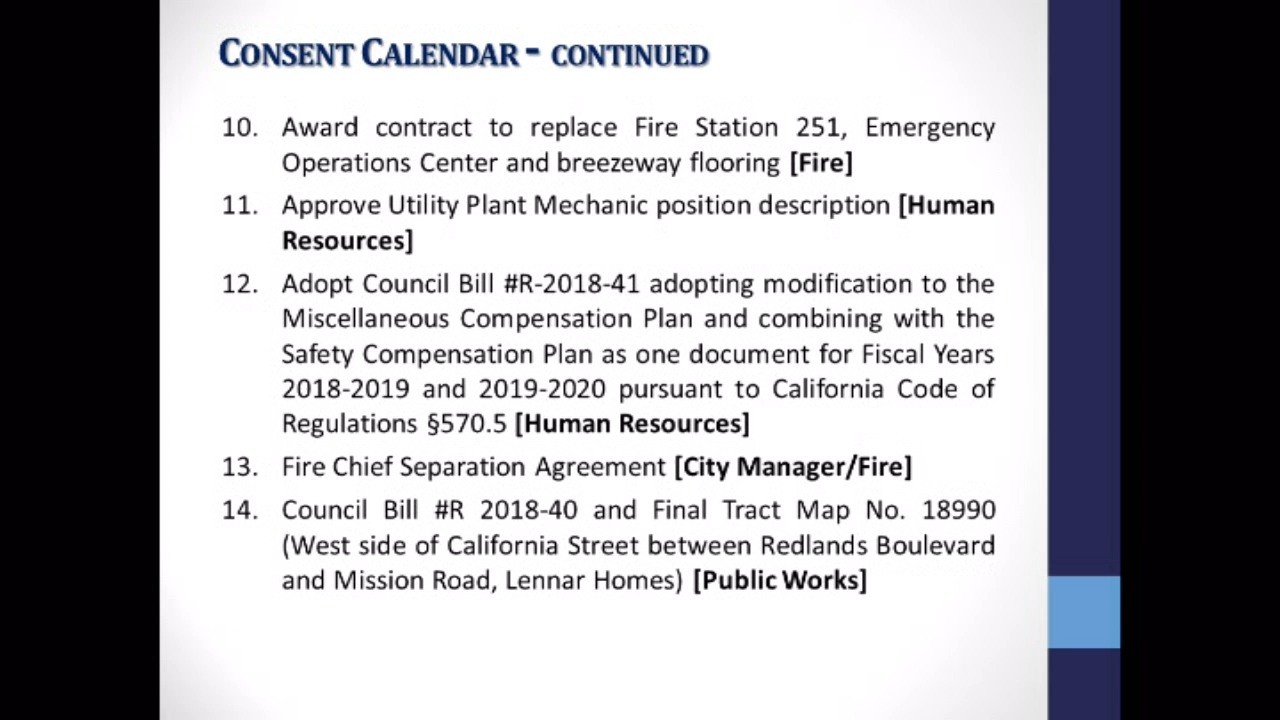 CONSENT CALENDAR - CONTINUED
10. Award contract to replace Fire Station 251, Emergency
Operations Center and breezeway flooring [Fire]
11. Approve Utility Plant Mechanic position description [Human
Resources]
12. Adopt Council Bill #R-2018-41 adopting modification to the
Miscellaneous Compensation Plan and combining with the
Safety Compensation Plan as one document for Fiscal Years
2018-2019 and 2019-2020 pursuant to California Code of
Regulations §570.5 [Human Resources]
13. Fire Chief Separation Agreement [City Manager/Fire]
14. Council Bill #R 2018-40 and Final Tract Map No. 18990
(West side of California Street between Redlands Boulevard
and Mission Road, Lennar Homes) [Public Works]